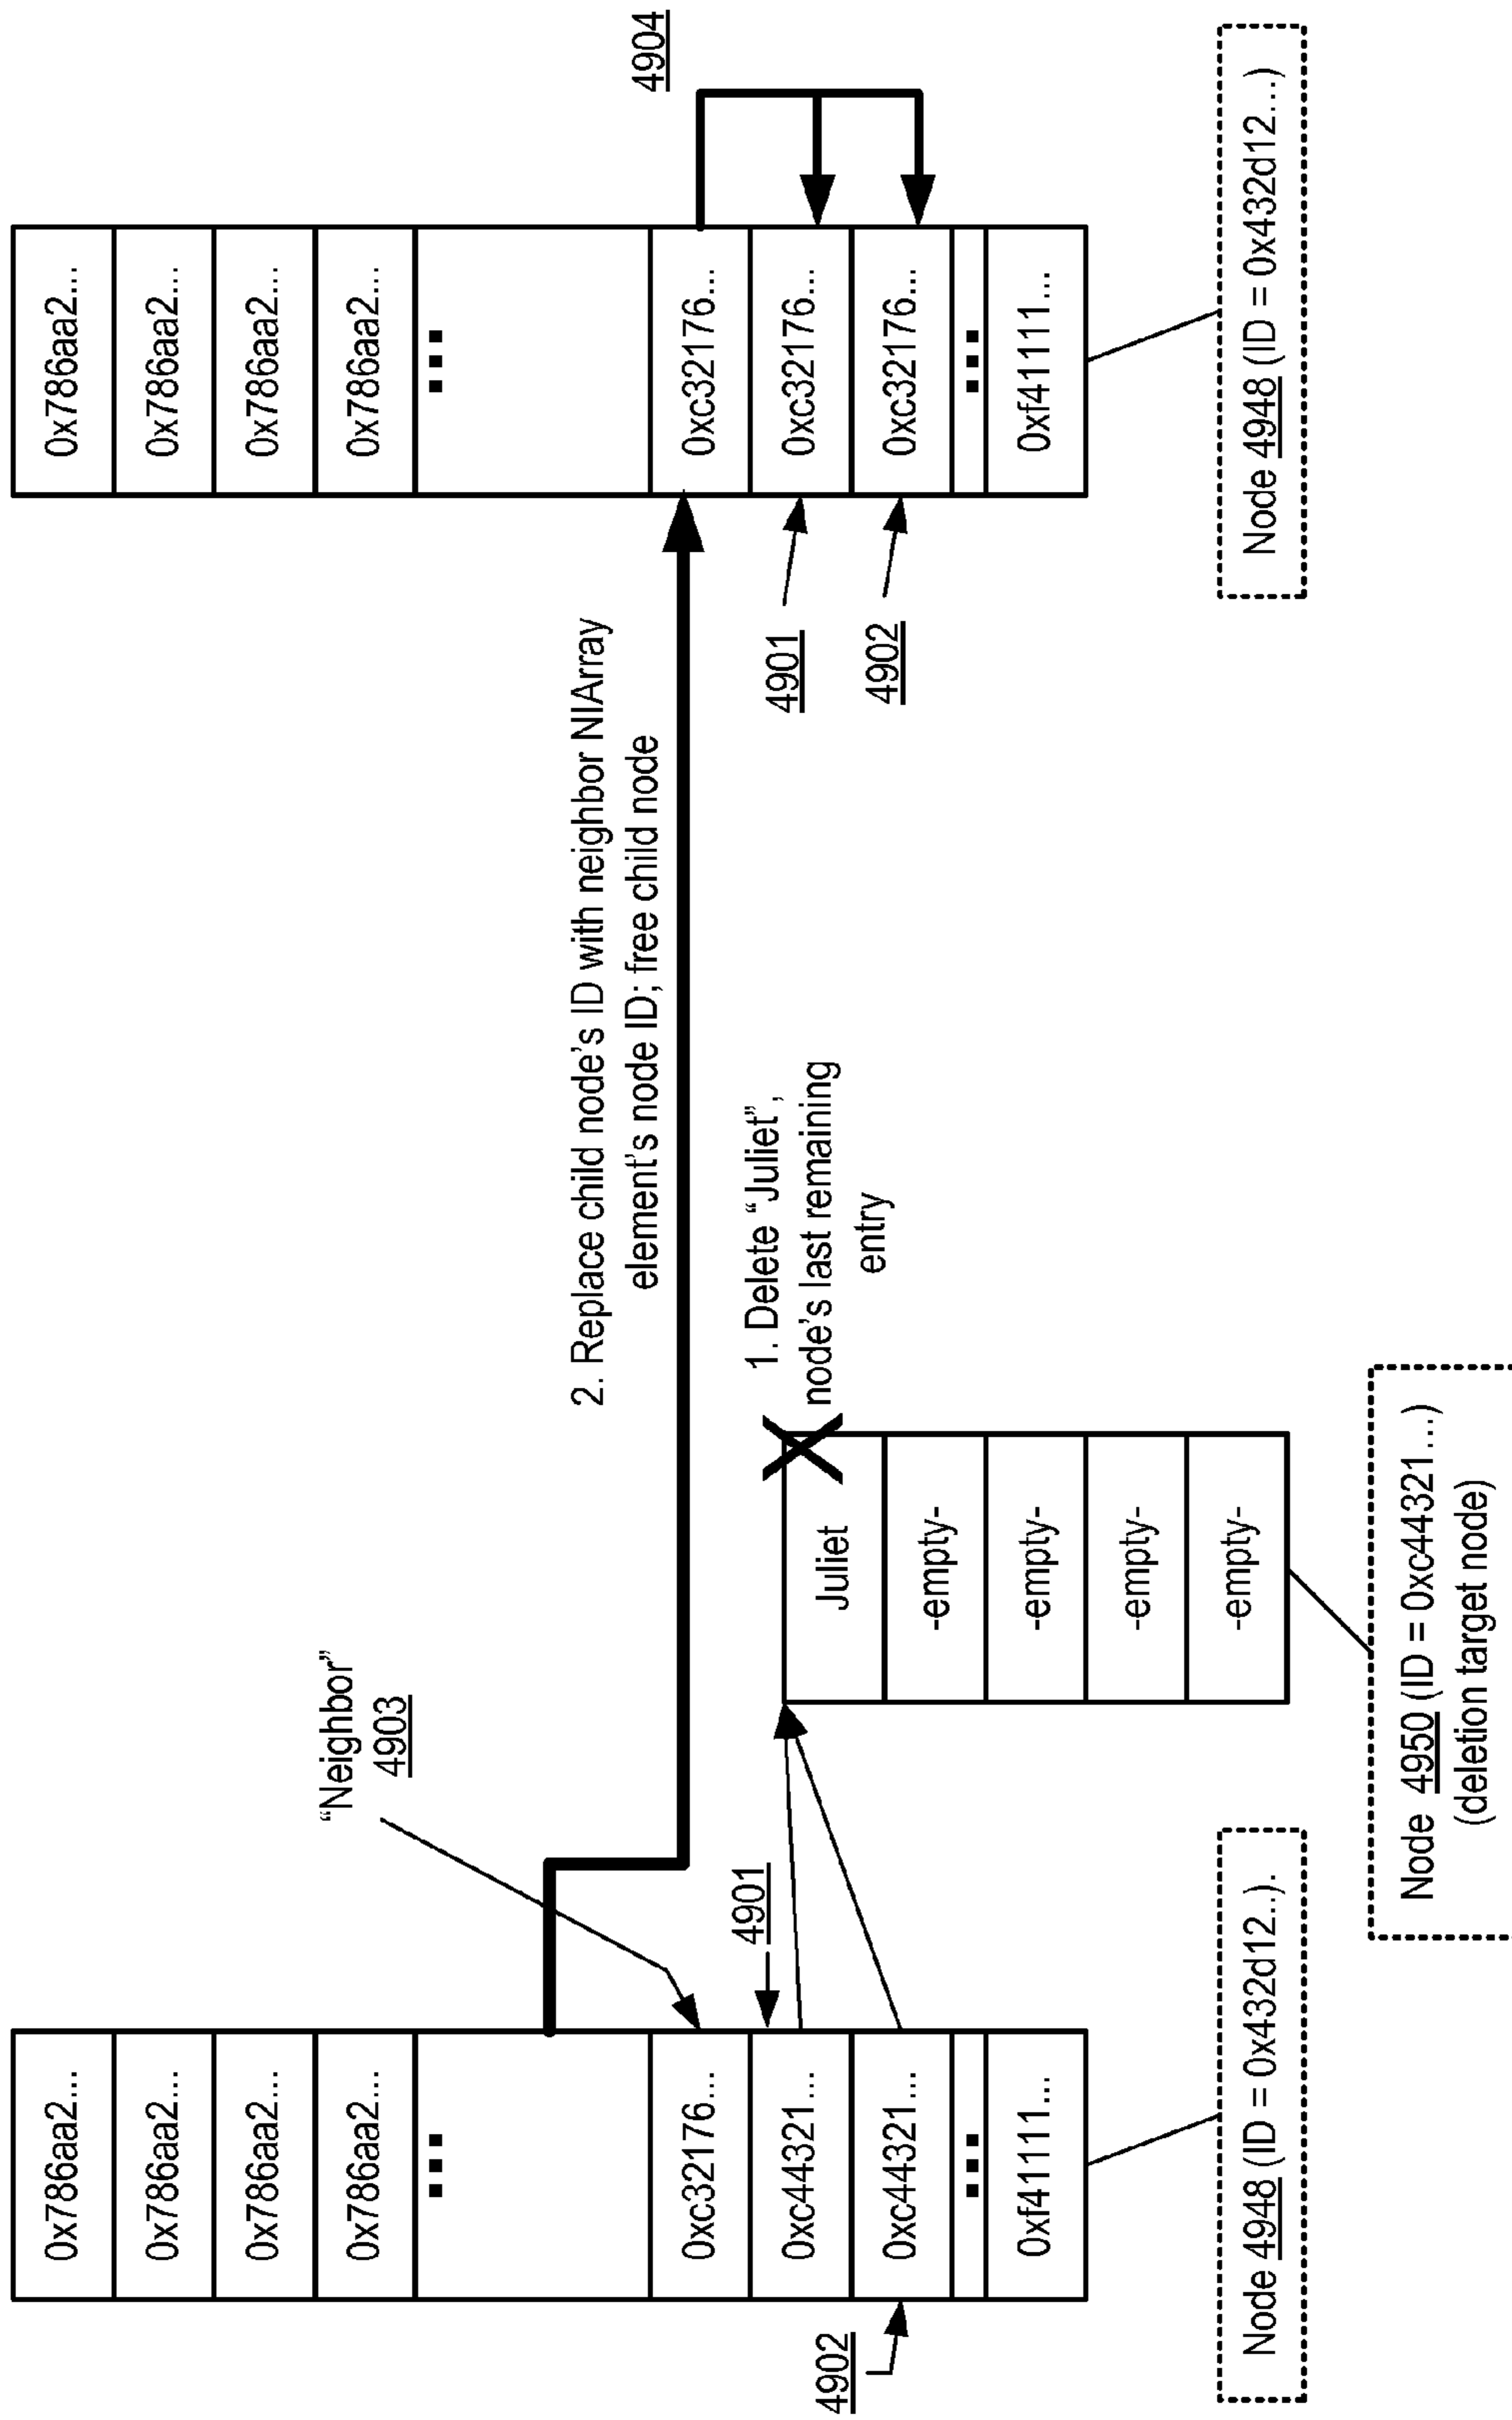 0x786aa2...
0x786aa2...
0x786aa2...
0x786aa2...
...
0xc32176...
0xc44321...
0xc44321...
...
0xf41111...
4902
4901
"Neighbor"
4903
Node 4948 (ID = 0x432d12..).
Juliet
-empty-
-empty-
-empty-
-empty-
Node 4950 (ID = 0xc44321...)
(deletion target node)
1. Delete “Juliet”,
node's last remaining
entry
2. Replace child node's ID with neighbor NIArray
element's node ID; free child node
0x786aa2...
0x786aa2...
0x786aa2...
0x786aa2...
...
0xc32176...
0xc32176...
0xc32176...
...
0xf41111...
4901
4902
4904
Node 4948 (ID = 0x432d12...)